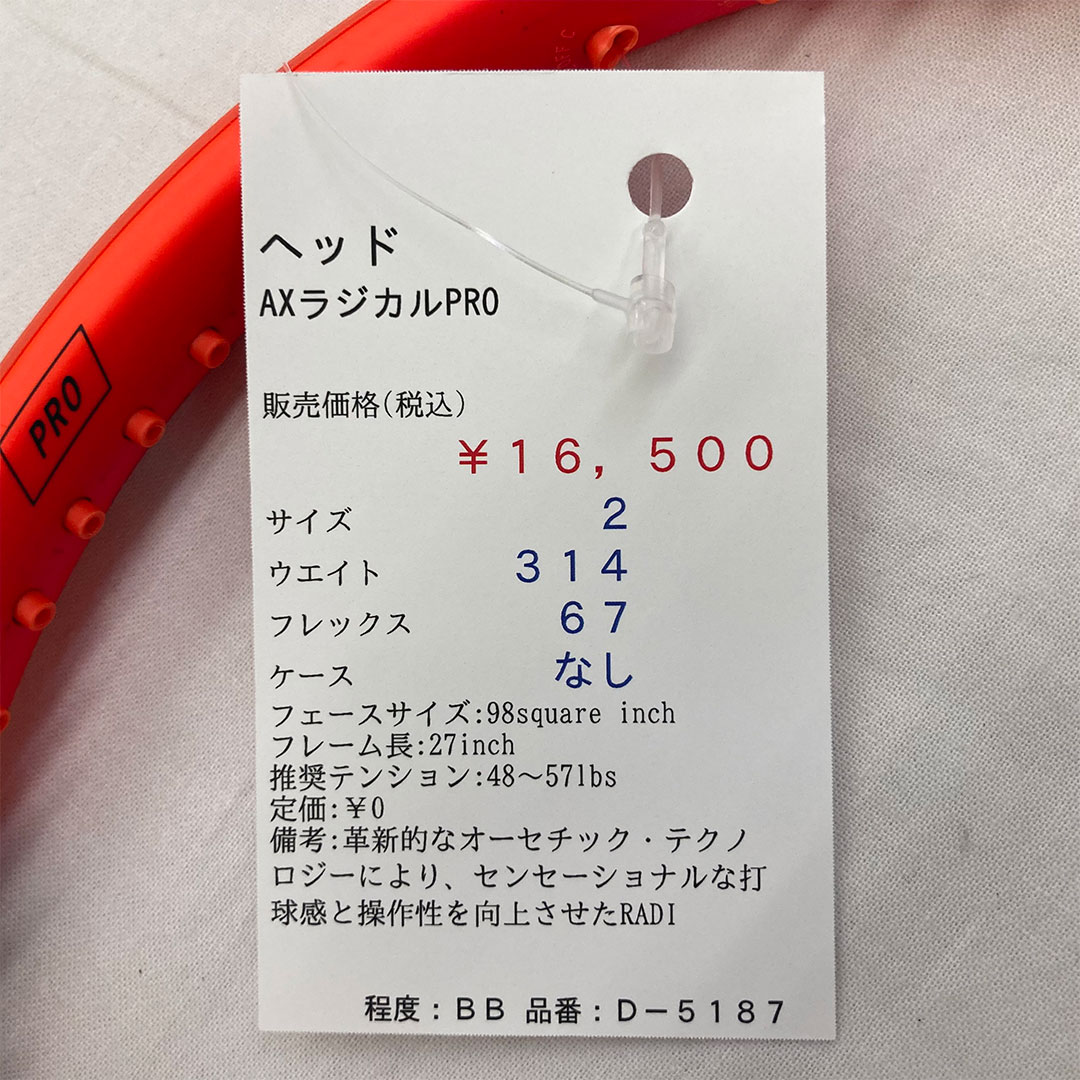 ヘッド
AXラジカルPRO
販売価格(税込)
￥１６，５００
サイズ ２
ウエイト ３１４
フレックス ６７
ケース なし
フェースサイズ:98square inch
フレーム長:27inch
推奨テンション:48～57lbs
定価:￥0
備考:革新的なオーセチック・テクノ
ロジーにより、センセーショナルな打
球感と操作性を向上させたRADI
程度：ＢＢ 品番：Ｄ－５１８７
PRO